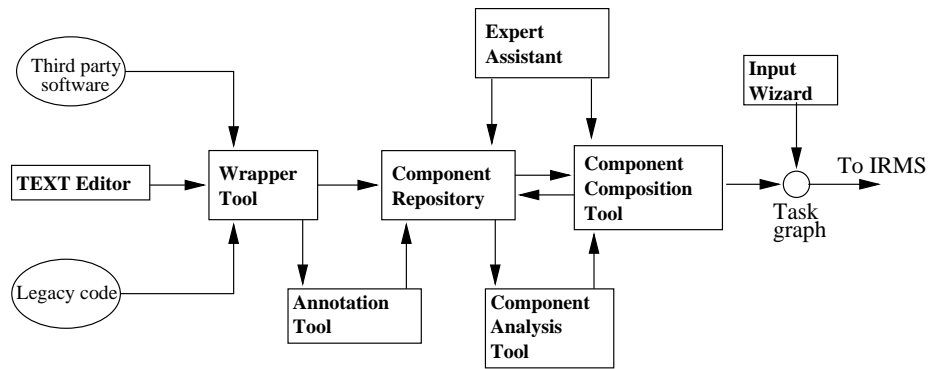 Third party
software
TEXT Editor
Legacy code
Wrapper
Tool
Annotation
Tool
Expert
Assistant
Component
Repository
Component
Analysis
Tool
Component
Composition
Tool
Input
Wizard
Task
graph
To IRMS